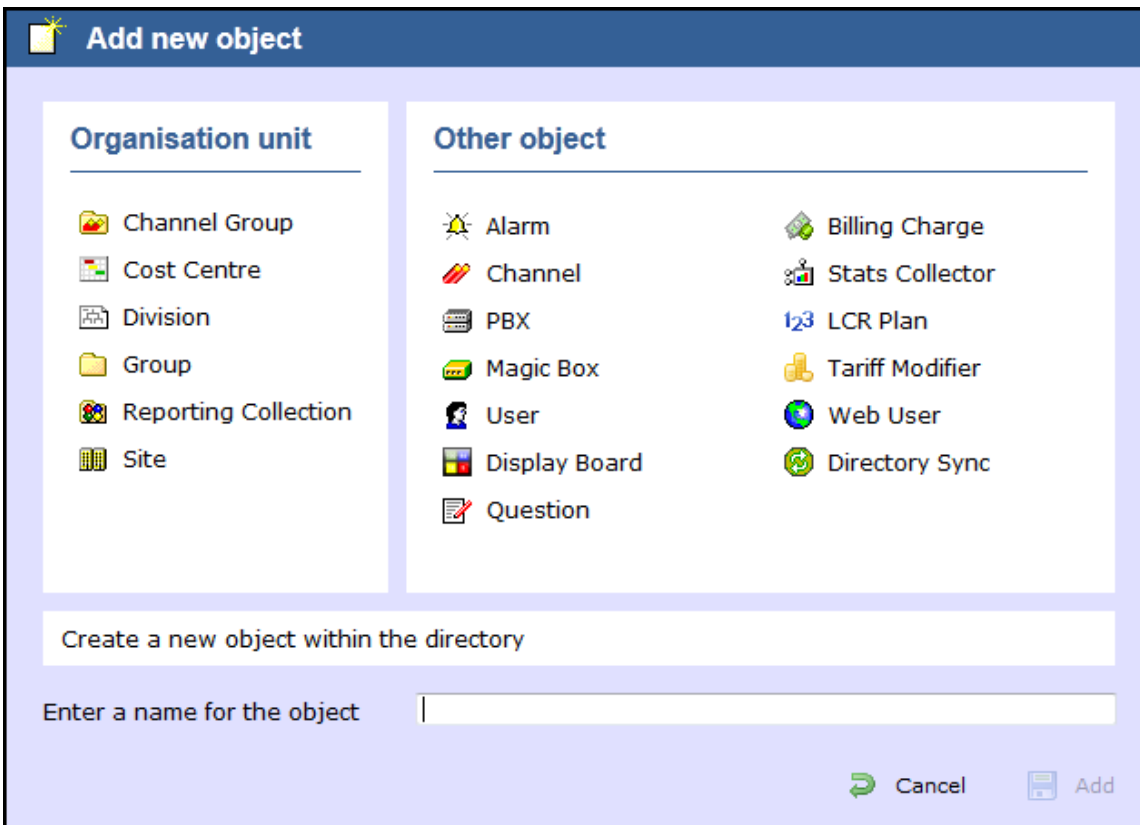 Add new object
Organisation unit
Channel Group
Cost Centre
Division
Group
Reporting Collection
Site
Other object
Alarm
Channel
PBX
Magic Box
User
Display Board
Question
Billing Charge
Stats Collector
123 LCR Plan
Tariff Modifier
Web User
Directory Sync
Create a new object within the directory
Enter a name for the object
Cancel
Add